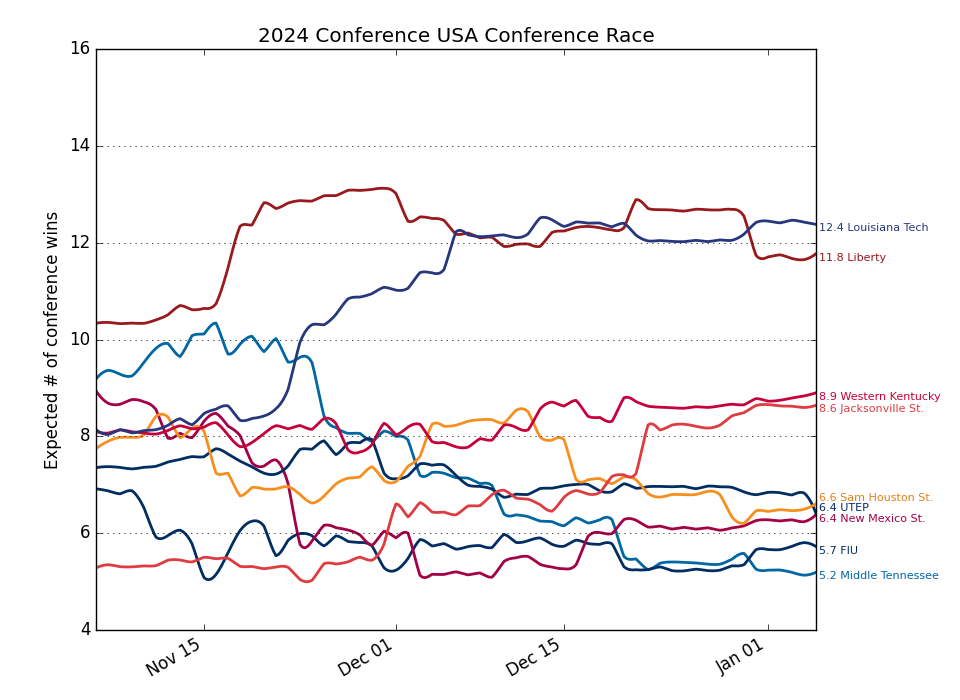 2024 Conference USA Conference Race
Expected # of conference wins
16
14
12
10
8
6
4
Nov 15
Dec 01
Dec 15
Jan 01
12.4 Louisiana Tech
11.8 Liberty
8.9 Western Kentucky
8.6 Jacksonville St.
6.6 Sam Houston St.
6.4 UTEP
6.4 New Mexico St.
5.7 FIU
5.2 Middle Tennessee